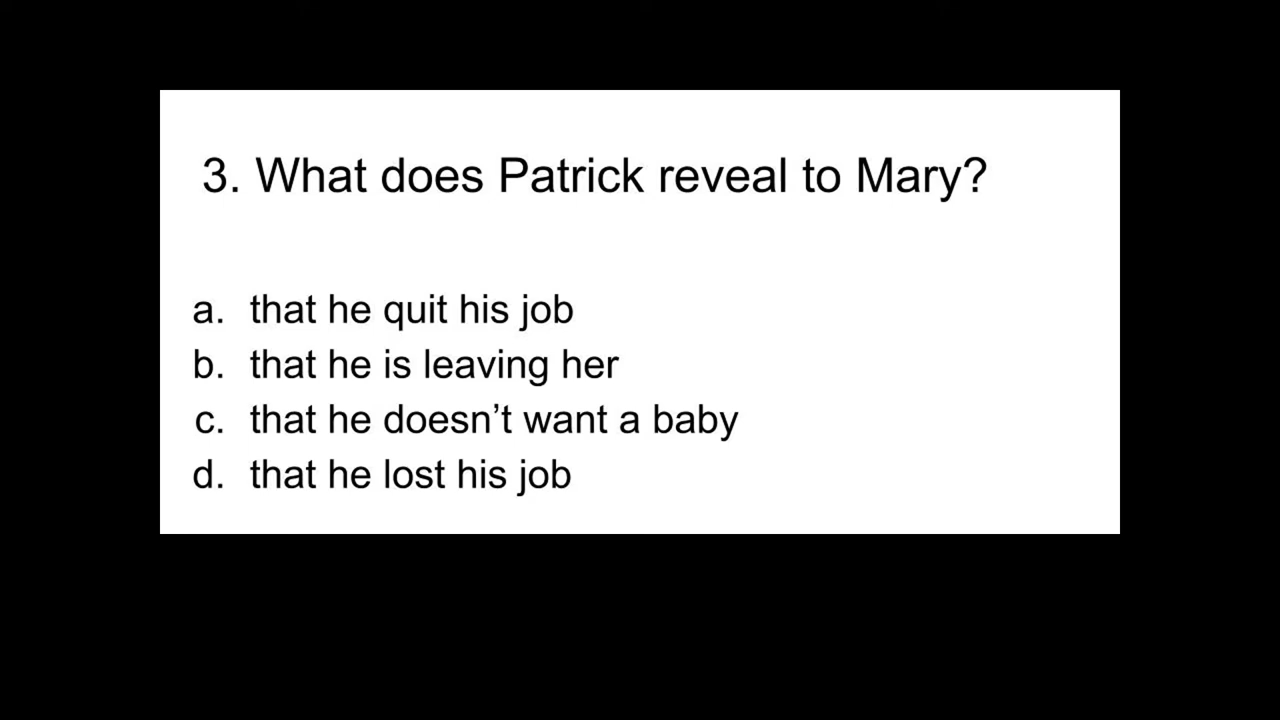 3. What does Patrick reveal to Mary?
a. that he quit his job
b. that he is leaving her
c. that he doesn’t want a baby
d. that he lost his job